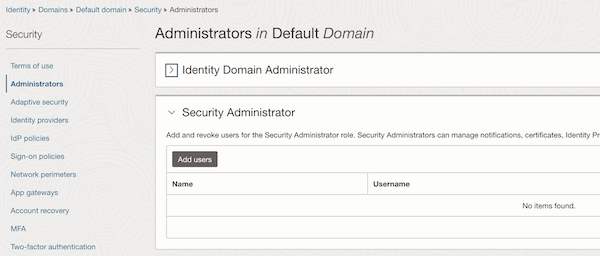 Identity » Domains » Default domain » Security » Administrators
Security
Terms of use
Administrators
Adaptive security
Identity providers
IdP policies
Sign-on policies
Network perimeters
App gateways
Account recovery
MFA
Two-factor authentication
Administrators in Default Domain
Identity Domain Administrator
Security Administrator
Add and revoke users for the Security Administrator role. Security Administrators can manage notifications, certificates, Identity Pr
Add users
Name Username
No items found.